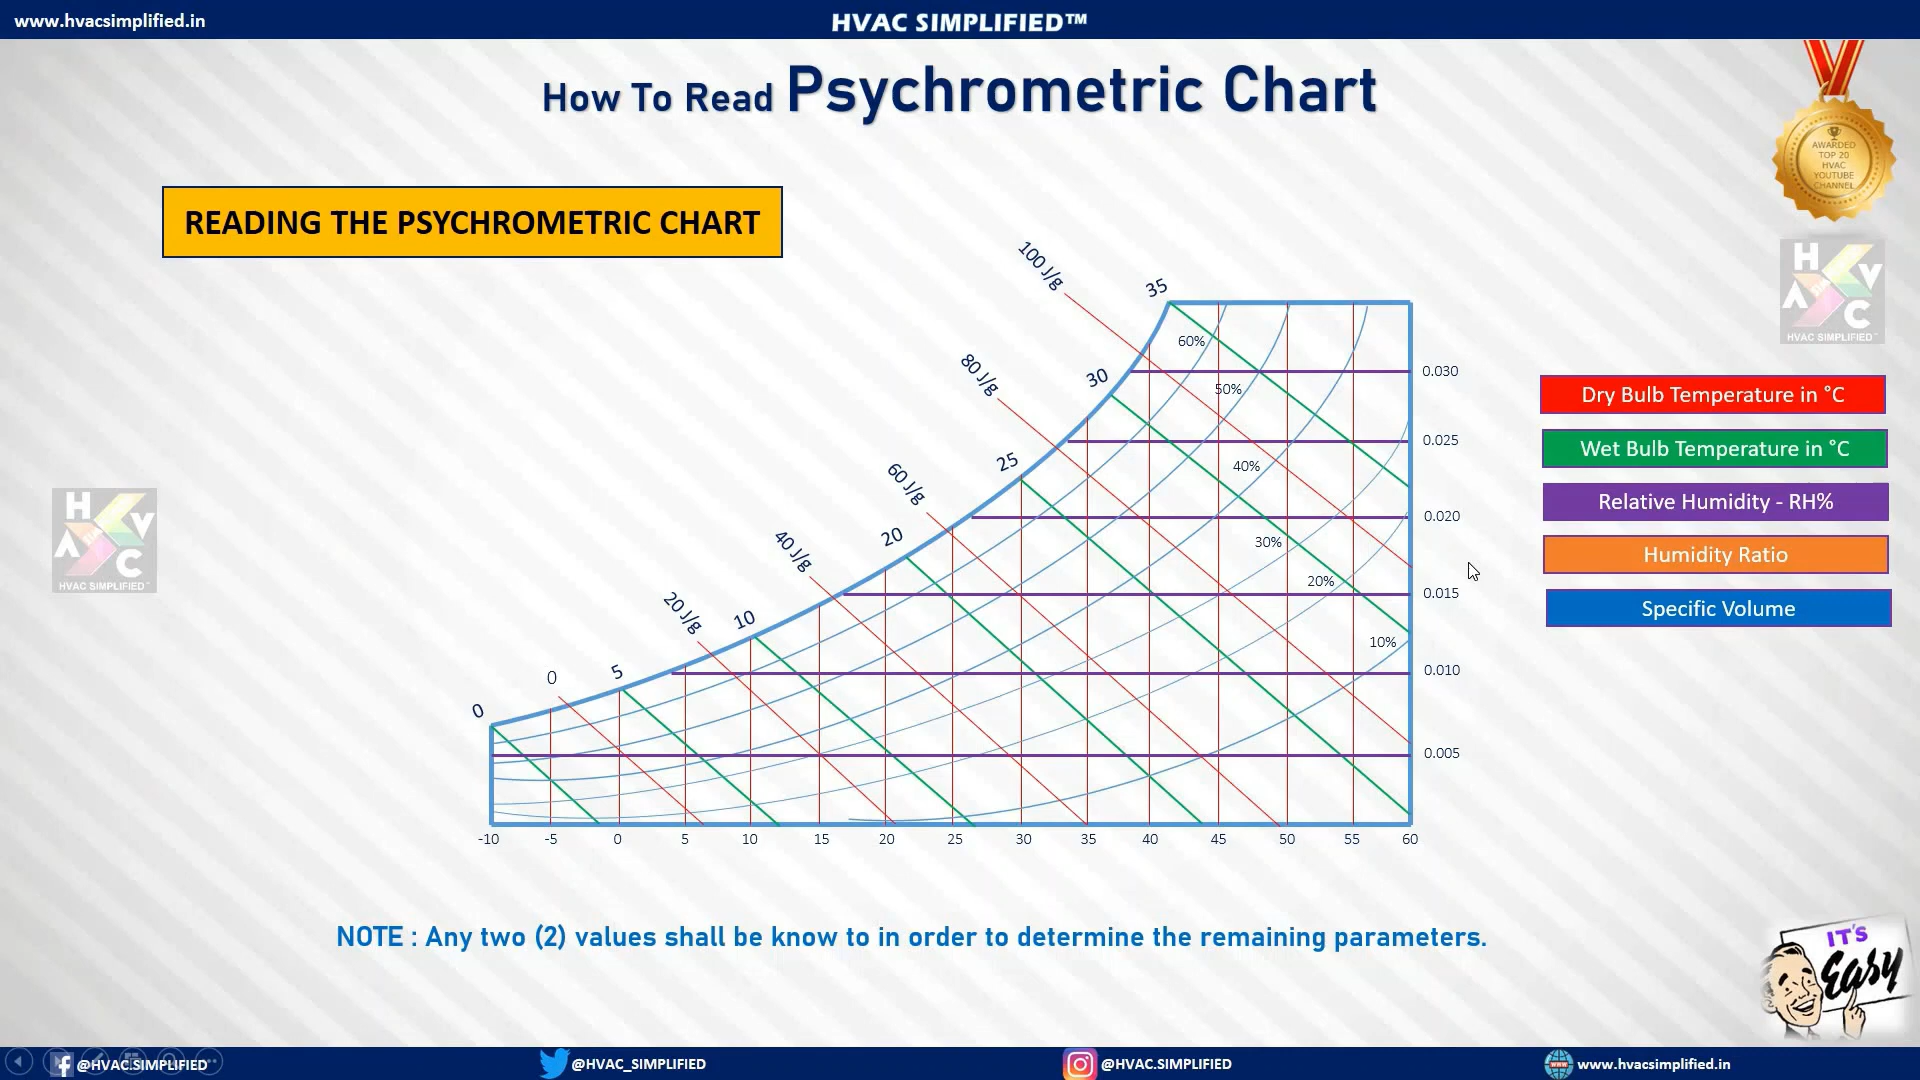 www.hvacsimplified.in
HVAC SIMPLIFIED™
How To Read Psychrometric Chart
AWARDED
TOP 20
HVAC
YOUTUBE
CHANNEL
READING THE PSYCHROMETRIC CHART
H V A C
HVAC SIMPLIFIED™
100 J/g
35
60%
80 J/g
30
0.030
50%
Dry Bulb Temperature in °C
0.025
Wet Bulb Temperature in °C
60 J/g
25
40%
Relative Humidity - RH%
H V A C
HVAC SIMPLIFIED™
0.020
40 J/g
20
30%
Humidity Ratio
20%
0.015
Specific Volume
20 J/g
10
10%
0
5
0.010
0
0.005
-10 -5 0 5 10 15 20 25 30 35 40 45 50 55 60
NOTE : Any two (2) values shall be know to in order to determine the remaining parameters.
IT'S
Easy
@HVAC.SIMPLIFIED
@HVAC_SIMPLIFIED
@HVAC.SIMPLIFIED
www.hvacsimplified.in